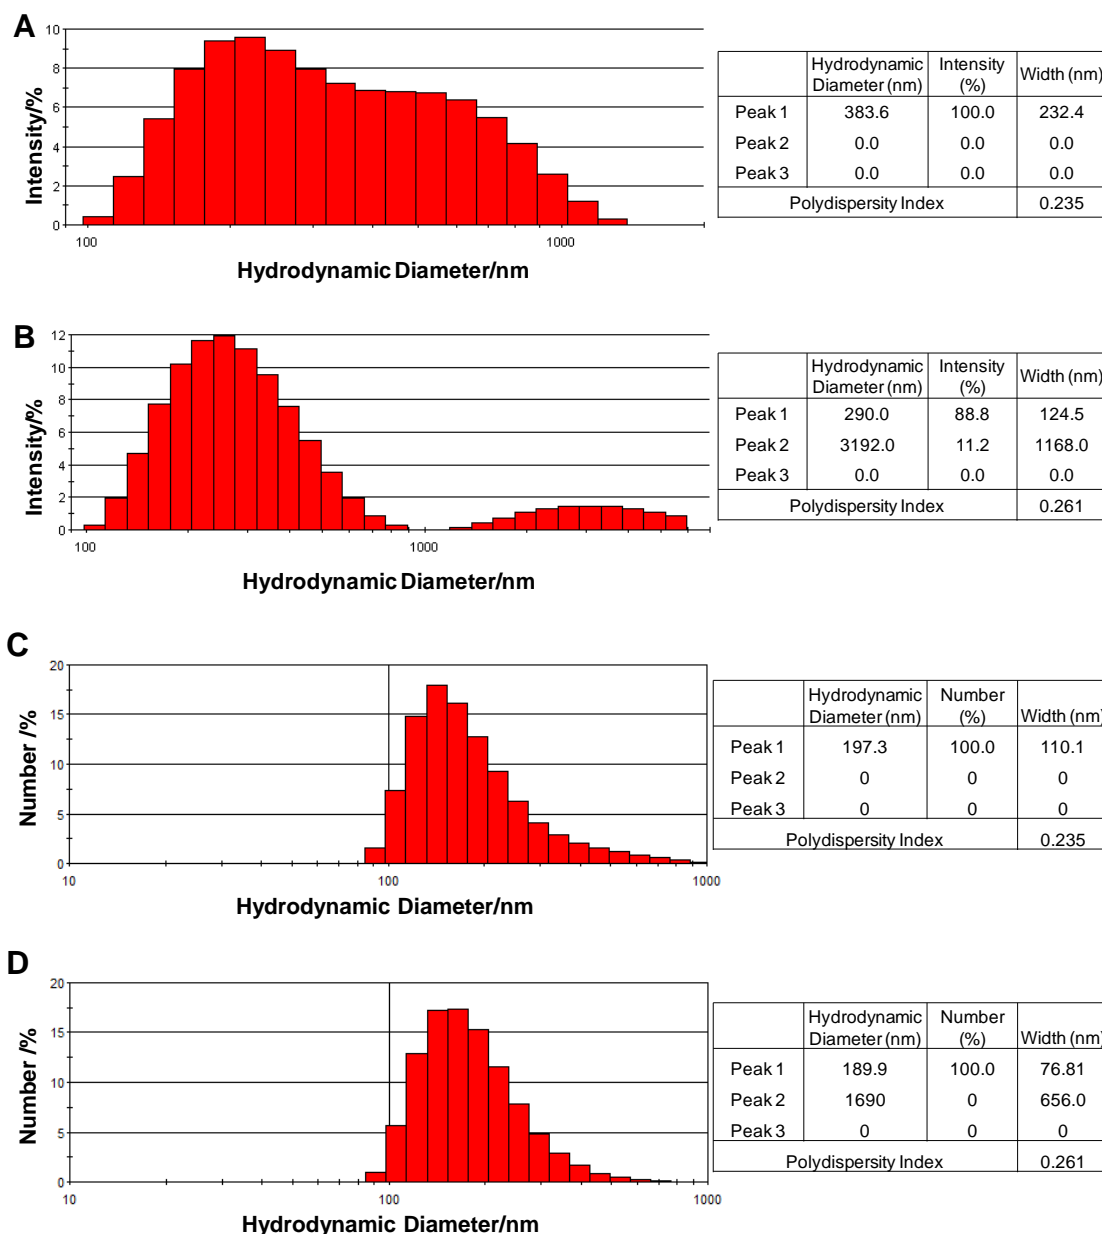 A
10
8
6
4
2
0
Intensity/%
100
1000
Hydrodynamic Diameter/nm
Hydrodynamic Diameter (nm) Intensity (%) Width (nm)
Peak 1 383.6 100.0 232.4
Peak 2 0.0 0.0 0.0
Peak 3 0.0 0.0 0.0
Polydispersity Index 0.235
B
12
10
8
6
4
2
0
Intensity/%
100
1000
Hydrodynamic Diameter/nm
Hydrodynamic Diameter (nm) Intensity (%) Width (nm)
Peak 1 290.0 88.8 124.5
Peak 2 3192.0 11.2 1168.0
Peak 3 0.0 0.0 0.0
Polydispersity Index 0.261
C
20
15
10
5
0
Number /%
10
100
1000
Hydrodynamic Diameter/nm
Hydrodynamic Diameter (nm) Number (%) Width (nm)
Peak 1 197.3 100.0 110.1
Peak 2 0 0 0
Peak 3 0 0 0
Polydispersity Index 0.235
D
20
15
10
5
0
Number /%
10
100
1000
Hydrodynamic Diameter/nm
Hydrodynamic Diameter (nm) Number (%) Width (nm)
Peak 1 189.9 100.0 76.81
Peak 2 1690 0 656.0
Peak 3 0 0 0
Polydispersity Index 0.261